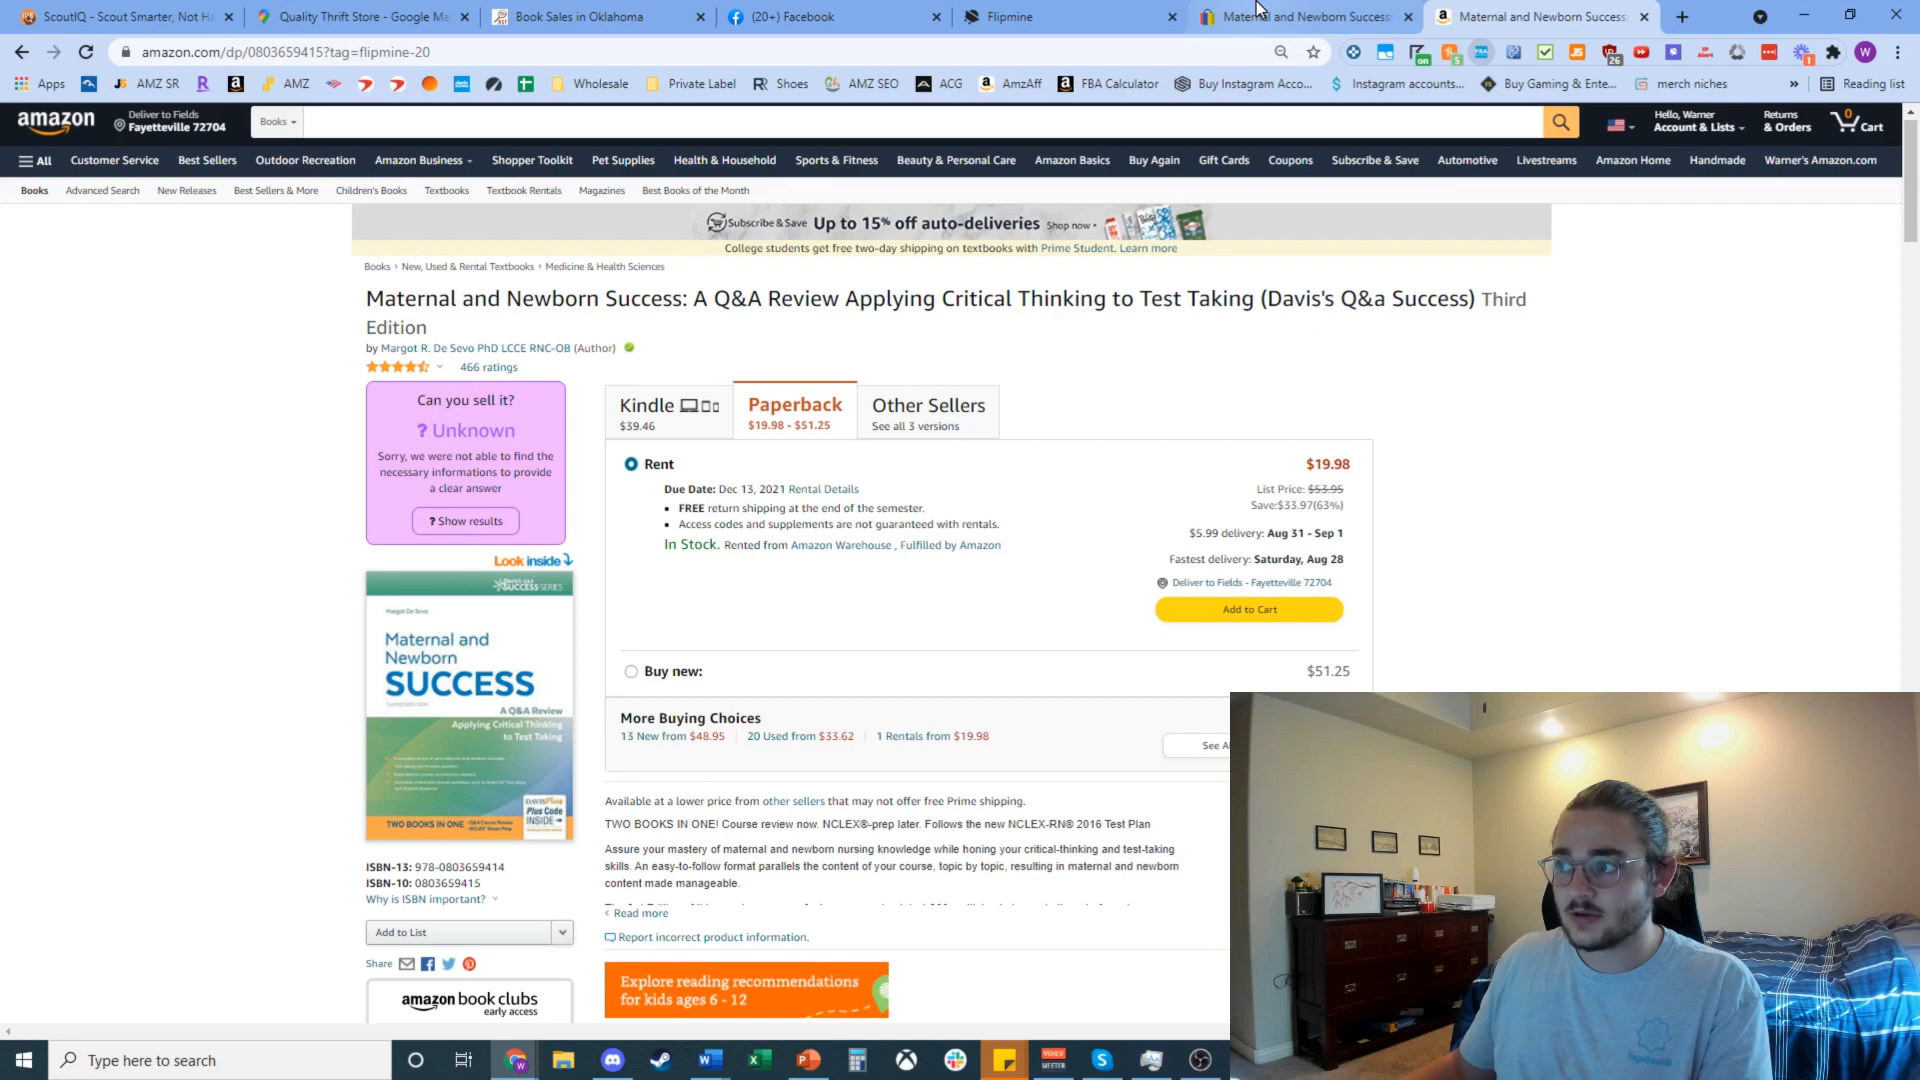 ScoutIQ - Scout Smarter, Not Ha
Quality Thrift Store - Google Ma
Book Sales in Oklahoma
(20+) Facebook
Flipmine
Maternal and Newborn Success
Maternal and Newborn Success:
amazon.com/dp/0803659415?tag=flipmine-20
Apps
AMZ SR
AMZ
Wholesale
Private Label
Shoes
AMZ SEO
ACG
AmzAff
FBA Calculator
Buy Instagram Acco...
Instagram accounts...
Buy Gaming & Ente...
merch niches
Reading list
amazon
Deliver to Fields
Fayetteville 72704
Books
Hello, Warner
Account & Lists
Returns
& Orders
0
Cart
All
Customer Service
Best Sellers
Outdoor Recreation
Amazon Business
Shopper Toolkit
Pet Supplies
Health & Household
Sports & Fitness
Beauty & Personal Care
Amazon Basics
Buy Again
Gift Cards
Coupons
Subscribe & Save
Automotive
Livestreams
Amazon Home
Handmade
Warner's Amazon.com
Books
Advanced Search
New Releases
Best Sellers & More
Children's Books
Textbooks
Textbook Rentals
Magazines
Best Books of the Month
Subscribe & Save Up to 15% off auto-deliveries Shop now
College students get free two-day shipping on textbooks with Prime Student. Learn more
Books › New, Used & Rental Textbooks › Medicine & Health Sciences
Maternal and Newborn Success: A Q&A Review Applying Critical Thinking to Test Taking (Davis's Q&a Success) Third
Edition
by Margot R. De Sevo PhD LCCE RNC-OB (Author)
466 ratings
Can you sell it?
? Unknown
Sorry, we were not able to find the
necessary informations to provide
a clear answer
? Show results
Look inside
Davis's Q&A
SUCCESS SERIES
Margot De Sevo
Maternal and
Newborn
SUCCESS
THIRD EDITION
A Q&A Review
Applying Critical Thinking
to Test Taking
DAVISPlus
Plus Code
INSIDE
TWO BOOKS IN ONE
ISBN-13: 978-0803659414
ISBN-10: 0803659415
Why is ISBN important?
Add to List
Share
amazon book clubs
early access
Kindle
$39.46
Paperback
$19.98 - $51.25
Other Sellers
See all 3 versions
Rent
$19.98
Due Date: Dec 13, 2021 Rental Details
FREE return shipping at the end of the semester.
Access codes and supplements are not guaranteed with rentals.
In Stock. Rented from Amazon Warehouse , Fulfilled by Amazon
List Price: $53.95
Save:$33.97(63%)
$5.99 delivery: Aug 31 - Sep 1
Fastest delivery: Saturday, Aug 28
Deliver to Fields - Fayetteville 72704
Add to Cart
Buy new:
$51.25
More Buying Choices
13 New from $48.95
20 Used from $33.62
1 Rentals from $19.98
See A
Available at a lower price from other sellers that may not offer free Prime shipping.
TWO BOOKS IN ONE! Course review now. NCLEX®-prep later. Follows the new NCLEX-RN® 2016 Test Plan
Assure your mastery of maternal and newborn nursing knowledge while honing your critical-thinking and test-taking
skills. An easy-to-follow format parallels the content of your course, topic by topic, resulting in maternal and newborn
content made manageable.
Read more
Report incorrect product information.
Explore reading recommendations
for kids ages 6 - 12
Type here to search